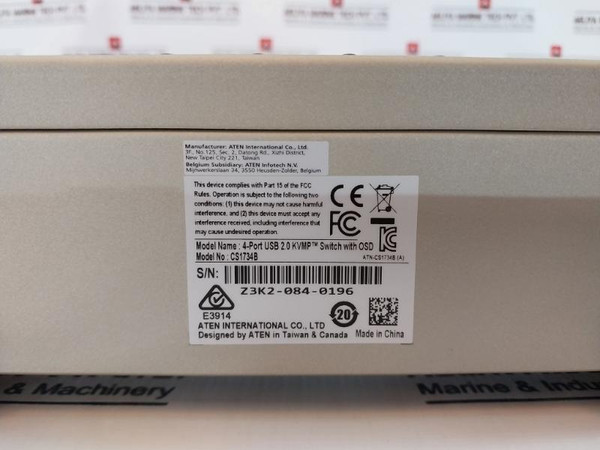 Manufacturer: ATEN International Co., Ltd.
3F., No.125, Sec. 2, Datong Rd., Xizhi District,
New Taipei City 221, Taiwan
Belgium Subsidiary: ATEN Infotech N.V.
Mijnwerkerslaan 34, 3550 Heusden-Zolder, Belgium
This device complies with Part 15 of the FCC
Rules. Operation is subject to the following two
conditions: (1) this device may not cause harmful
interference, and (2) this device must accept any
interference received, including interference that
may cause undesired operation.
CE
FC
ATN-CS1734B (A)
Model Name : 4-Port USB 2.0 KVMP™ Switch with OSD
Model No : CS1734B
S/N:
Z3K2-084-0196
E3914
20
ATEN INTERNATIONAL CO., LTD
Designed by ATEN in Taiwan & Canada
Made in China
& Machinery
Marine & Indu